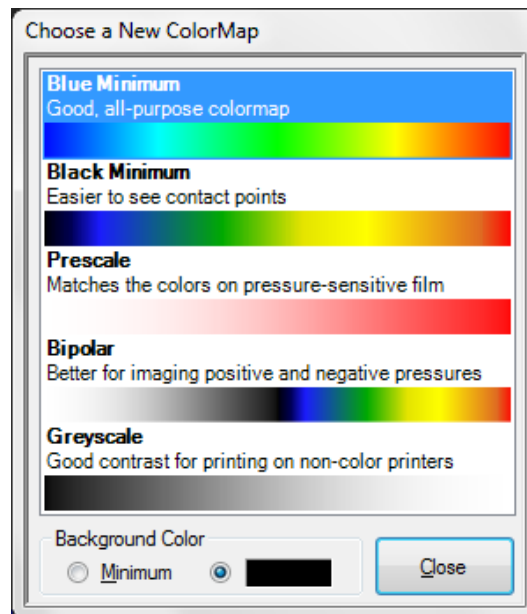 Choose a New ColorMap
Blue Minimum
Good, all-purpose colormap
Black Minimum
Easier to see contact points
Prescale
Matches the colors on pressure-sensitive film
Bipolar
Better for imaging positive and negative pressures
Greyscale
Good contrast for printing on non-color printers
Background Color
Minimum
Close